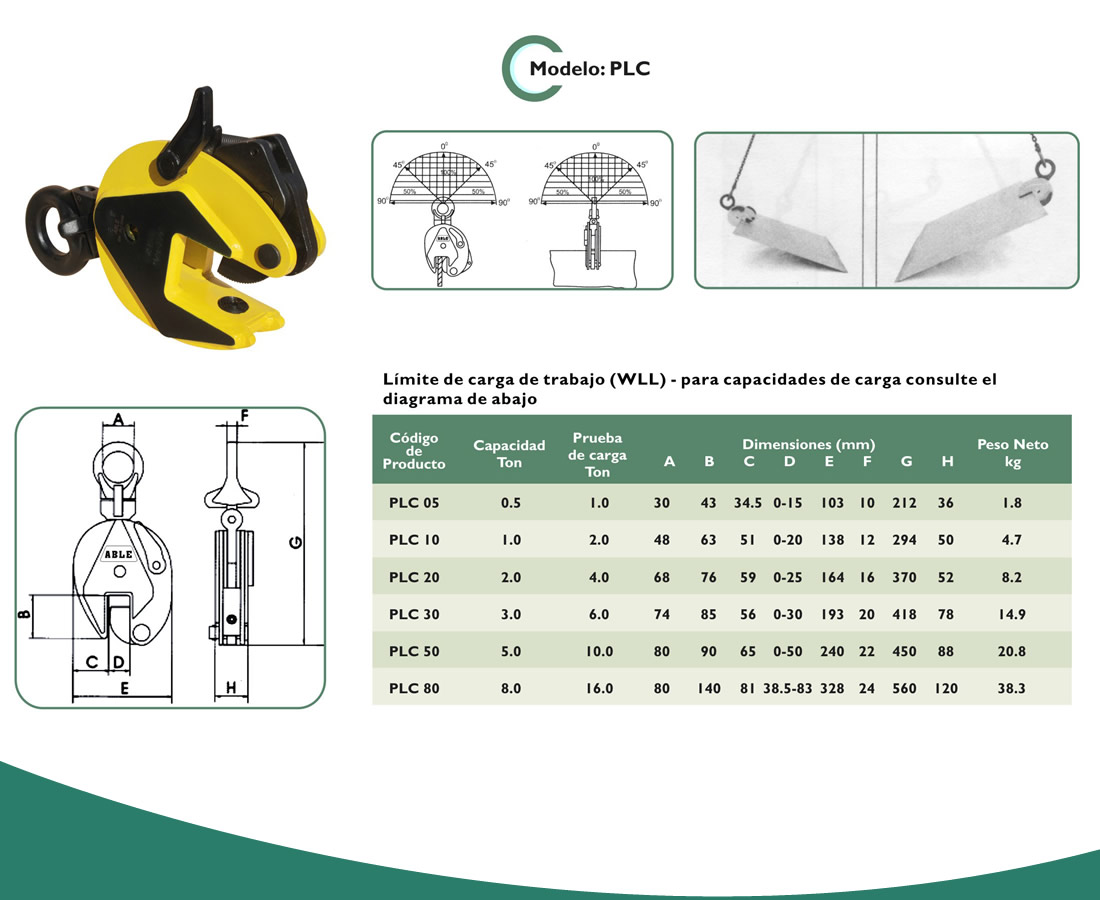 Modelo: PLC
0°
45° 45°
100%
50% 50%
90° 90°
ABLE
0°
45° 45°
100%
50% 50%
90° 90°
Límite de carga de trabajo (WLL) - para capacidades de carga consulte el
diagrama de abajo
A
F
G
ABLE
B
C D
E
H
Código de Producto Capacidad Ton Prueba de carga Ton Dimensiones (mm) Peso Neto kg
A B C D E F G H
PLC 05 0.5 1.0 30 43 34.5 0-15 103 10 212 36 1.8
PLC 10 1.0 2.0 48 63 51 0-20 138 12 294 50 4.7
PLC 20 2.0 4.0 68 76 59 0-25 164 16 370 52 8.2
PLC 30 3.0 6.0 74 85 56 0-30 193 20 418 78 14.9
PLC 50 5.0 10.0 80 90 65 0-50 240 22 450 88 20.8
PLC 80 8.0 16.0 80 140 81 38.5-83 328 24 560 120 38.3